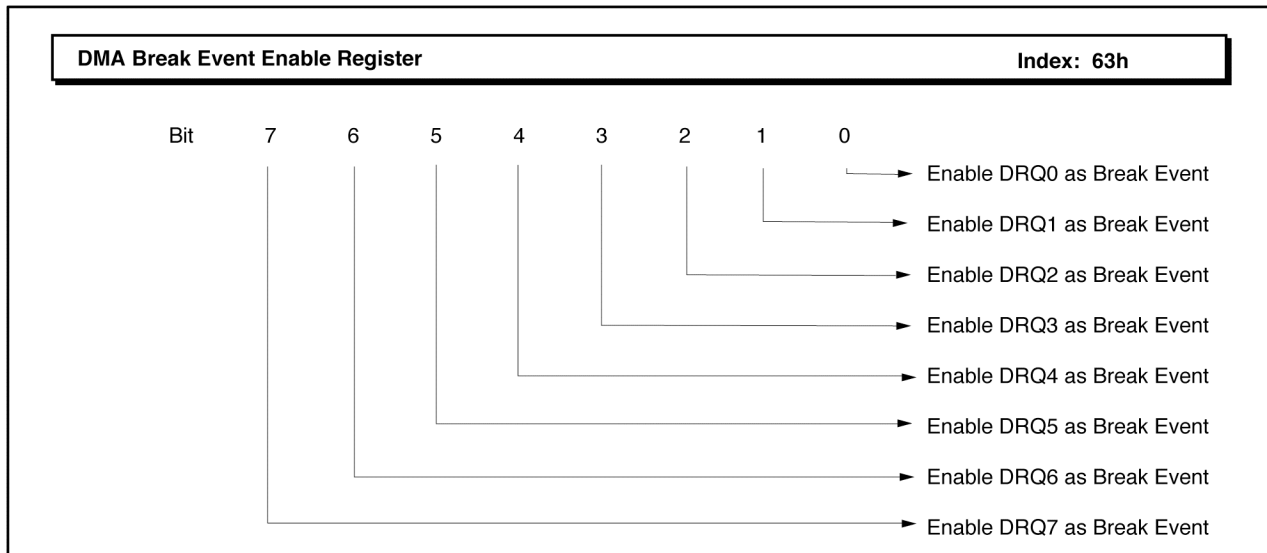 DMA Break Event Enable Register Index: 63h
Bit 7 6 5 4 3 2 1 0
Enable DRQ0 as Break Event
Enable DRQ1 as Break Event
Enable DRQ2 as Break Event
Enable DRQ3 as Break Event
Enable DRQ4 as Break Event
Enable DRQ5 as Break Event
Enable DRQ6 as Break Event
Enable DRQ7 as Break Event